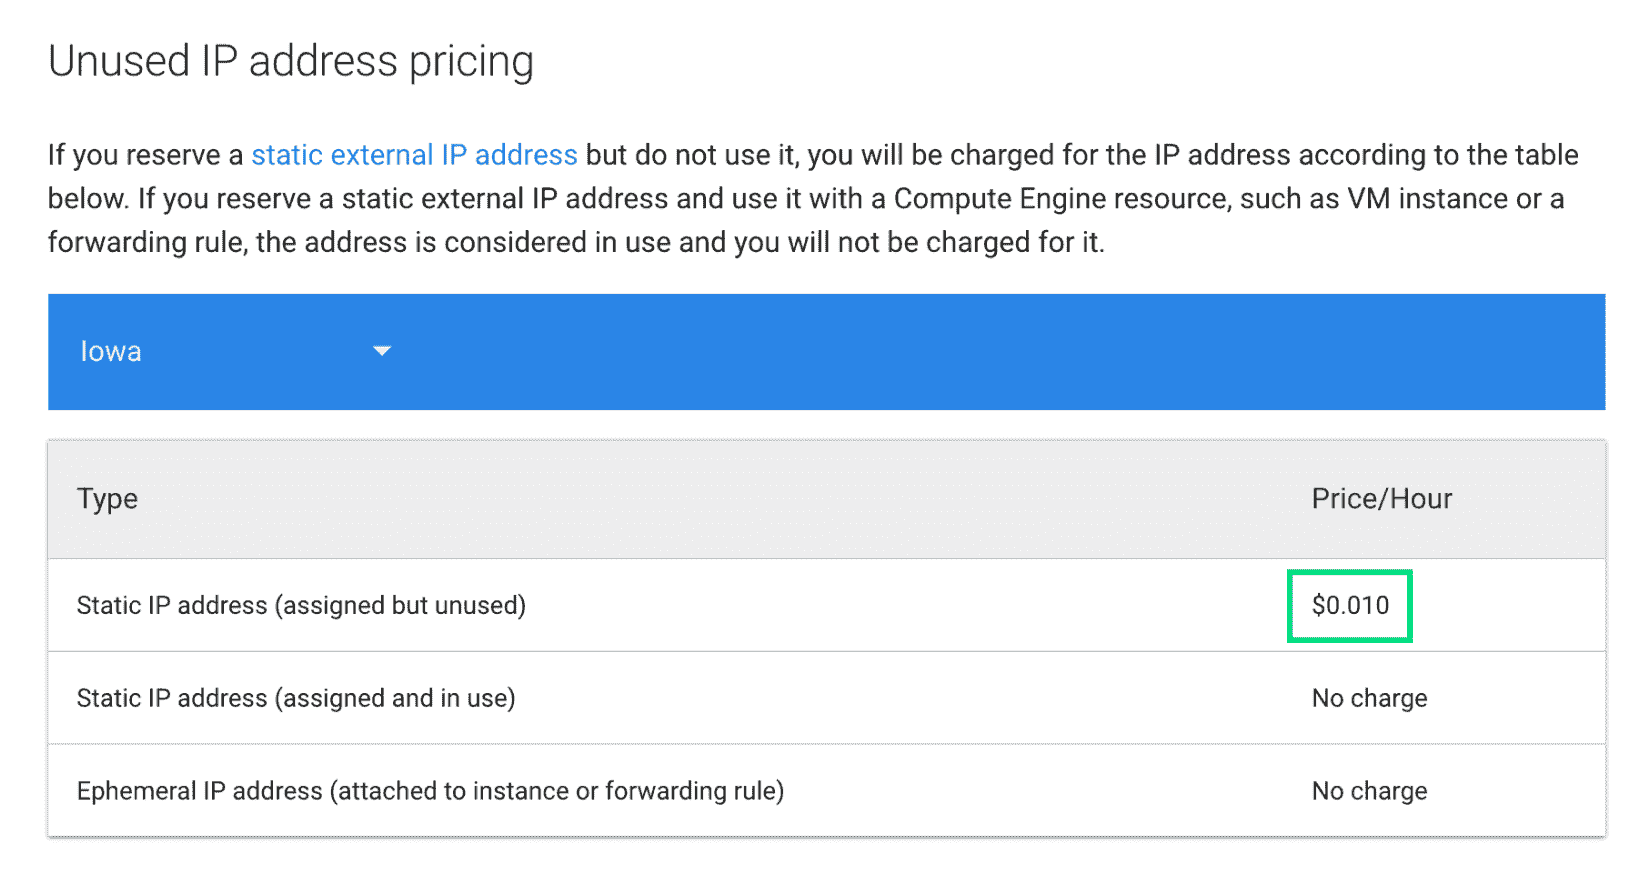 Unused IP address pricing
If you reserve a static external IP address but do not use it, you will be charged for the IP address according to the table
below. If you reserve a static external IP address and use it with a Compute Engine resource, such as VM instance or a
forwarding rule, the address is considered in use and you will not be charged for it.
Iowa
Type Price/Hour
Static IP address (assigned but unused) $0.010
Static IP address (assigned and in use) No charge
Ephemeral IP address (attached to instance or forwarding rule) No charge